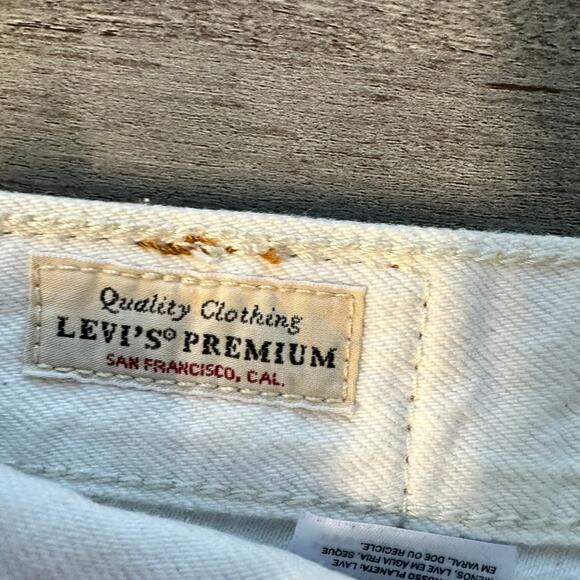 Quality Clothing
LEVI'S® PREMIUM
SAN FRANCISCO, CAL.
NOSSO PLANETA: LAVE
MENOS, LAVE EM ÁGUA FRIA, SEQUE
EM VARAL, DOE OU RECICLE.